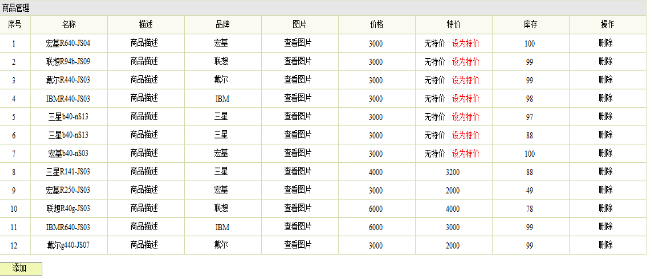 商品管理
序号 名称 描述 品牌 图片 价格 特价 库存 操作
1 宏基R640-JS04 商品描述 宏基 查看图片 3000 无特价 设为特价 100 删除
2 联想R94b-JS09 商品描述 联想 查看图片 3000 无特价 设为特价 99 删除
3 戴尔R440-JS03 商品描述 戴尔 查看图片 3000 无特价 设为特价 99 删除
4 IBMR440-JS03 商品描述 IBM 查看图片 3000 无特价 设为特价 98 删除
5 三星b40-nS13 商品描述 三星 查看图片 3000 无特价 设为特价 97 删除
6 三星b40-nS13 商品描述 三星 查看图片 3000 无特价 设为特价 88 删除
7 宏基b40-nS03 商品描述 宏基 查看图片 3000 无特价 设为特价 100 删除
8 三星R141-JS03 商品描述 三星 查看图片 4000 3200 88 删除
9 宏基R250-JS03 商品描述 宏基 查看图片 3000 2000 49 删除
10 联想R40g-JS03 商品描述 联想 查看图片 6000 4000 78 删除
11 IBMR640-JS03 商品描述 IBM 查看图片 6000 3000 99 删除
12 戴尔g440-JS07 商品描述 戴尔 查看图片 3000 2000 99 删除
添加